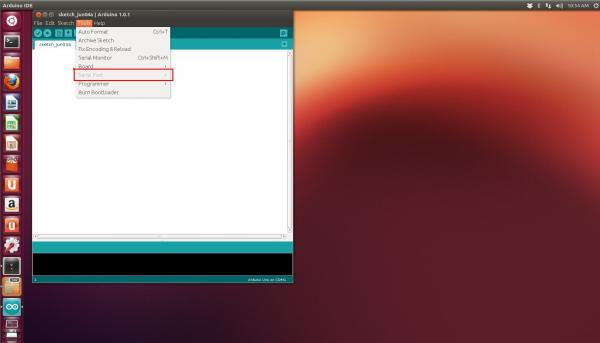 Arduino IDE
10:54 AM
sketch_jun04a | Arduino 1.0.1
File Edit Sketch Tools Help
sketch_jun04a
Auto Format Ctrl+T
Archive Sketch
Fix Encoding & Reload
Serial Monitor Ctrl+Shift+M
Board
Serial Port
Programmer
Burn Bootloader
1
Arduino Uno on COM1